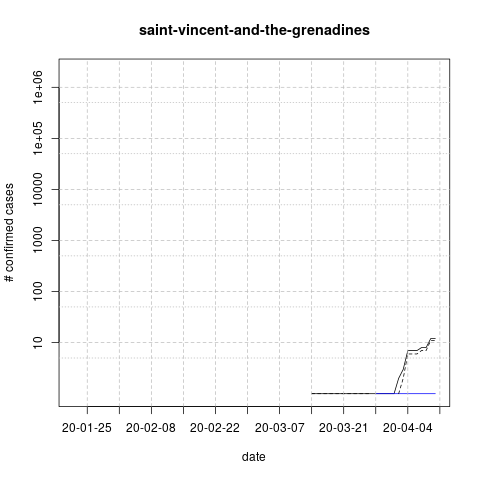 saint-vincent-and-the-grenadines
# confirmed cases
1e+06
1e+05
10000
1000
100
10
20-01-25 20-02-08 20-02-22 20-03-07 20-03-21 20-04-04
date